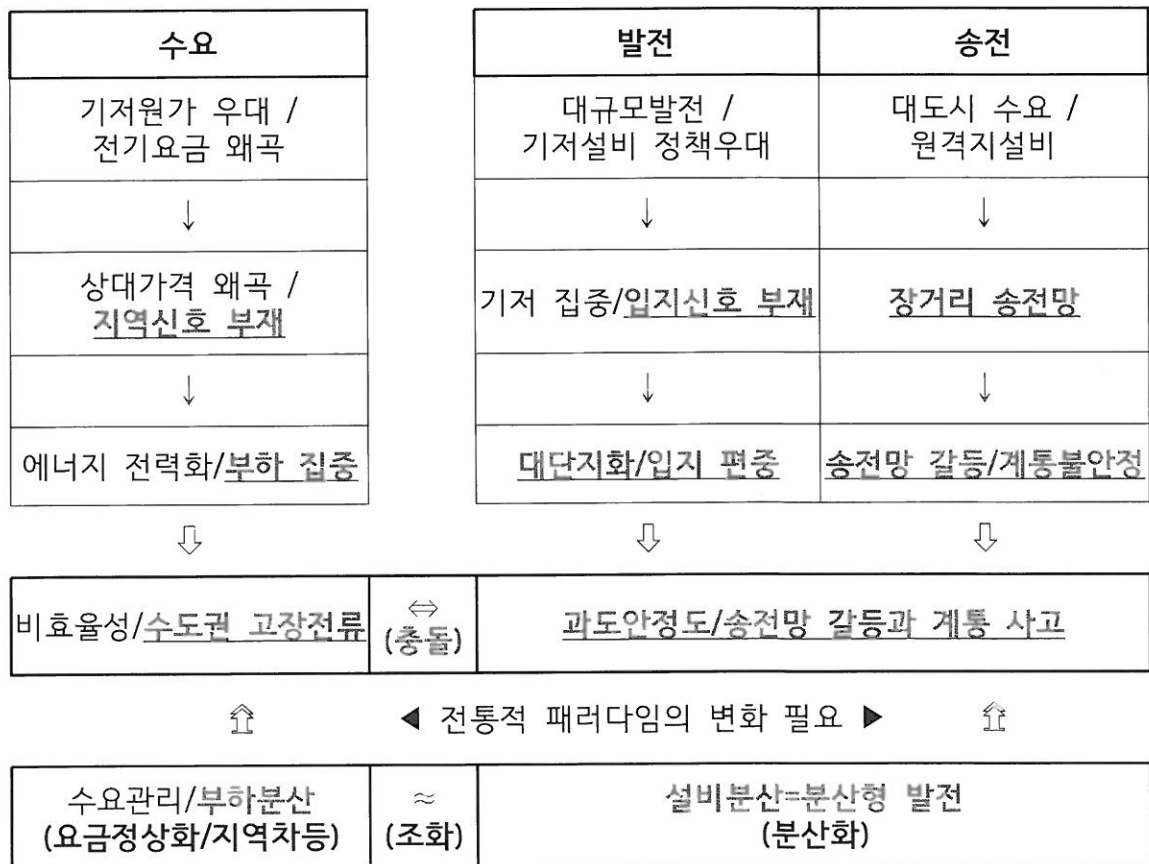 수요
발전
송전
기저원가 우대 /
전기요금 왜곡
대규모발전 /
기저설비 정책우대
대도시 수요 /
원격지설비
↓
↓
↓
상대가격 왜곡 /
지역신호 부재
기저 집중/입지신호 부재
장거리 송전망
↓
↓
↓
에너지 전력화/부하 집중
대단지화/입지 편중
송전망 갈등/계통불안정
⇩
⇩
⇩
비효율성/수도권 고장전류
⇔
(충돌)
과도안정도/송전망 갈등과 계통 사고
⇧
◀ 전통적 패러다임의 변화 필요 ▶
⇧
수요관리/부하분산
(요금정상화/지역차등)
≈
(조화)
설비분산=분산형 발전
(분산화)